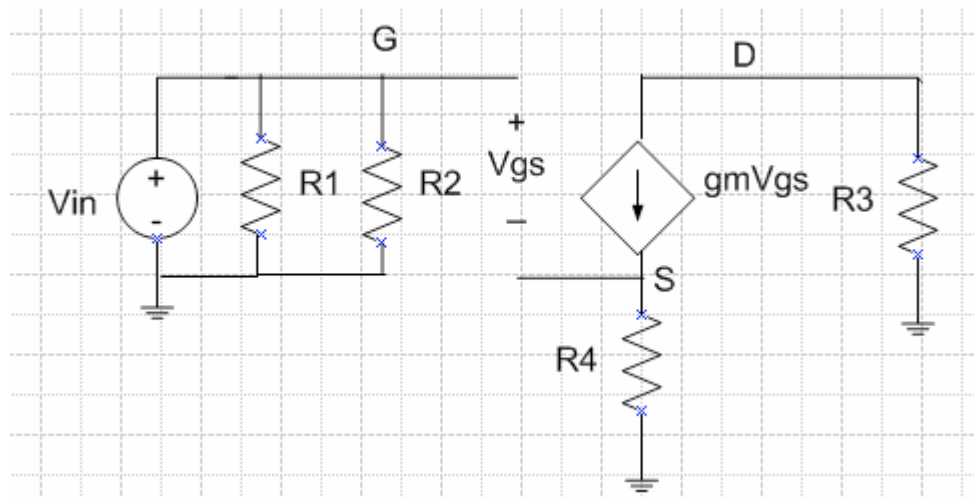 G
D
+
Vgs
−
+
-
Vin
R1
R2
gmVgs
R3
S
R4